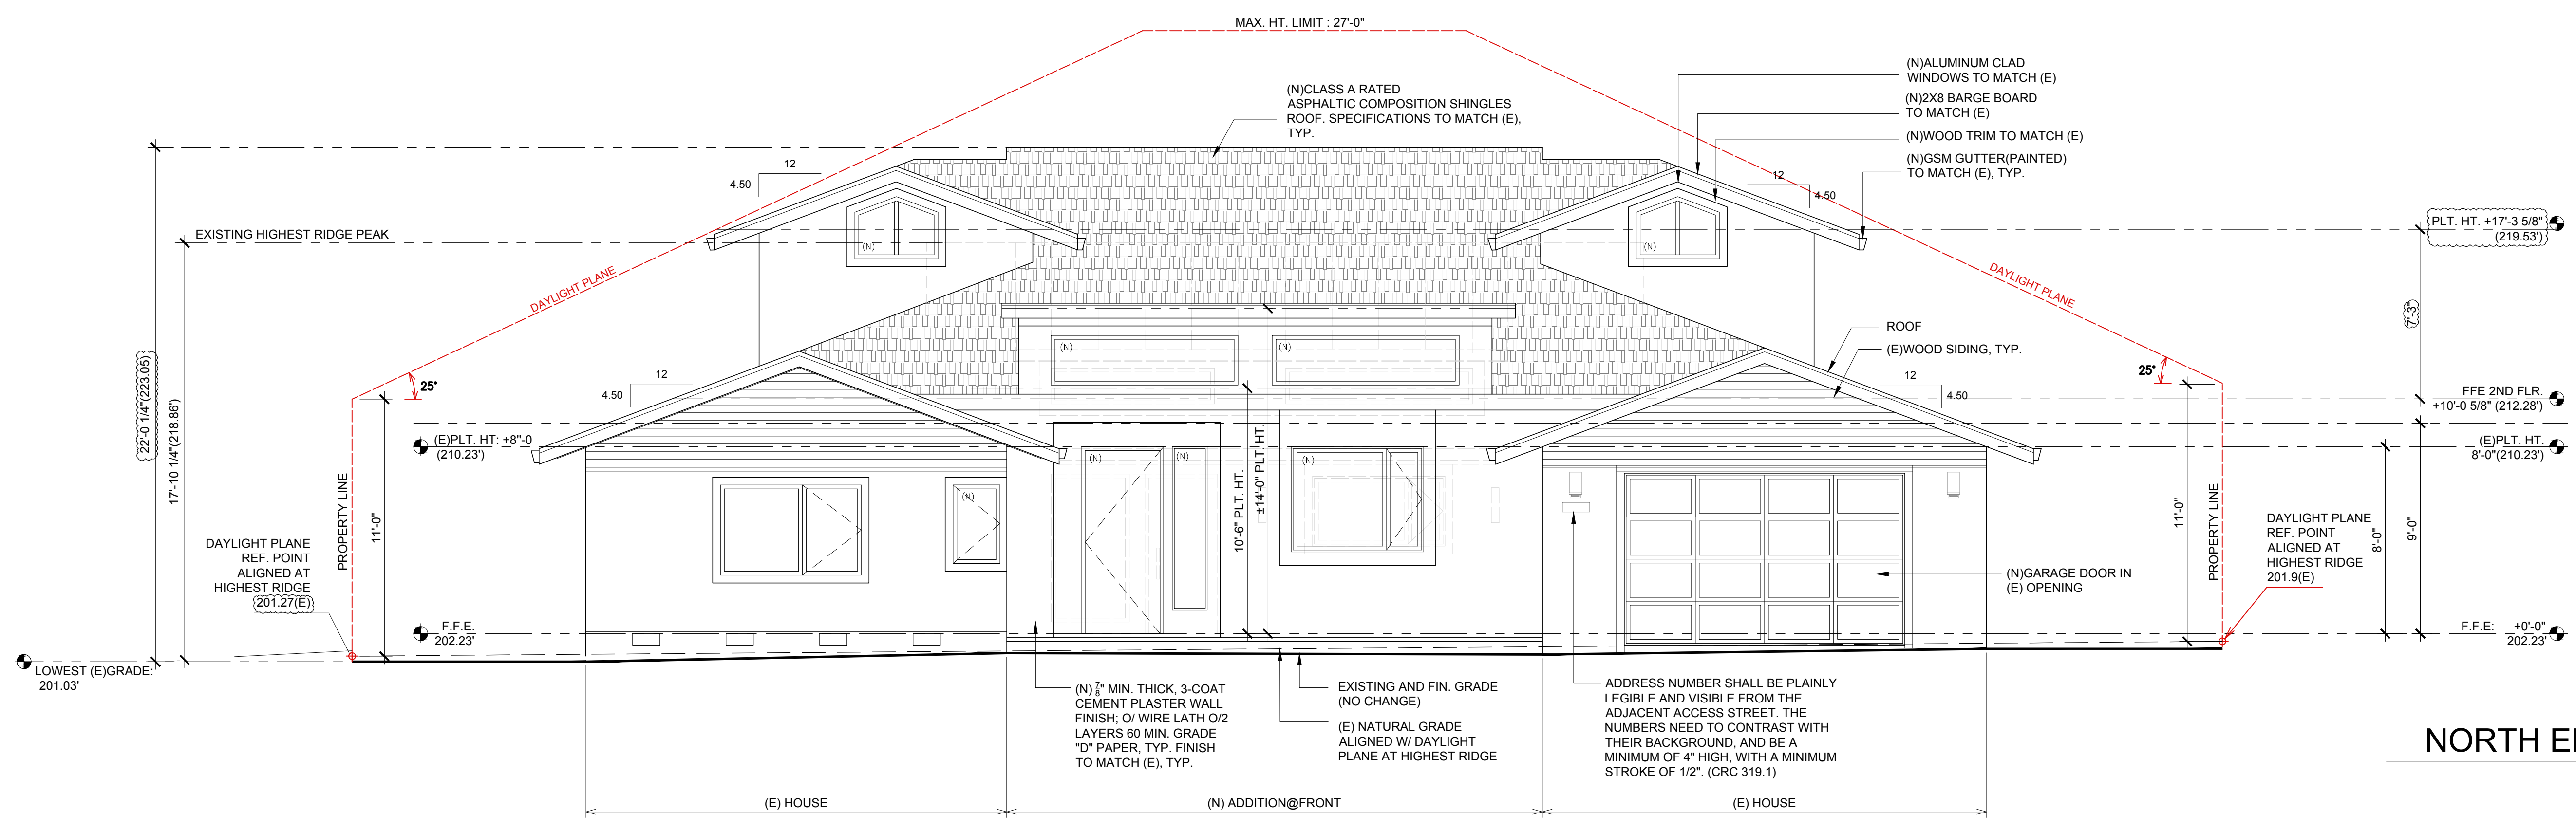 MAX. HT. LIMIT : 27'-0"
(N)CLASS A RATED
ASPHALTIC COMPOSITION SHINGLES
ROOF. SPECIFICATIONS TO MATCH (E),
TYP.
(N)ALUMINUM CLAD
WINDOWS TO MATCH (E)
(N)2X8 BARGE BOARD
TO MATCH (E)
(N)WOOD TRIM TO MATCH (E)
(N)GSM GUTTER(PAINTED)
TO MATCH (E), TYP.
12
4.50
12
4.50
EXISTING HIGHEST RIDGE PEAK
(N)
(N)
PLT. HT. +17'-3 5/8"
(219.53')
DAYLIGHT PLANE
DAYLIGHT PLANE
7'-3"
22'-0 1/4"(223.05)
17'-10 1/4"(218.86')
ROOF
(E)WOOD SIDING, TYP.
(N)
(N)
25°
25°
12
4.50
12
4.50
FFE 2ND FLR.
+10'-0 5/8" (212.28')
(E)PLT. HT: +8"-0
(210.23')
(E)PLT. HT.
8'-0"(210.23')
(N)
(N)
(N)
(N)
10'-6" PLT. HT.
±14'-0" PLT. HT.
PROPERTY LINE
11'-0"
11'-0"
PROPERTY LINE
8'-0"
9'-0"
DAYLIGHT PLANE
REF. POINT
ALIGNED AT
HIGHEST RIDGE
201.27(E)
DAYLIGHT PLANE
REF. POINT
ALIGNED AT
HIGHEST RIDGE
201.9(E)
(N)GARAGE DOOR IN
(E) OPENING
F.F.E.
202.23'
F.F.E: +0'-0"
202.23'
LOWEST (E)GRADE:
201.03'
(N) 7/8" MIN. THICK, 3-COAT
CEMENT PLASTER WALL
FINISH; O/ WIRE LATH O/2
LAYERS 60 MIN. GRADE
"D" PAPER, TYP. FINISH
TO MATCH (E), TYP.
EXISTING AND FIN. GRADE
(NO CHANGE)
(E) NATURAL GRADE
ALIGNED W/ DAYLIGHT
PLANE AT HIGHEST RIDGE
ADDRESS NUMBER SHALL BE PLAINLY
LEGIBLE AND VISIBLE FROM THE
ADJACENT ACCESS STREET. THE
NUMBERS NEED TO CONTRAST WITH
THEIR BACKGROUND, AND BE A
MINIMUM OF 4" HIGH, WITH A MINIMUM
STROKE OF 1/2". (CRC 319.1)
NORTH
(E) HOUSE
(N) ADDITION@FRONT
(E) HOUSE